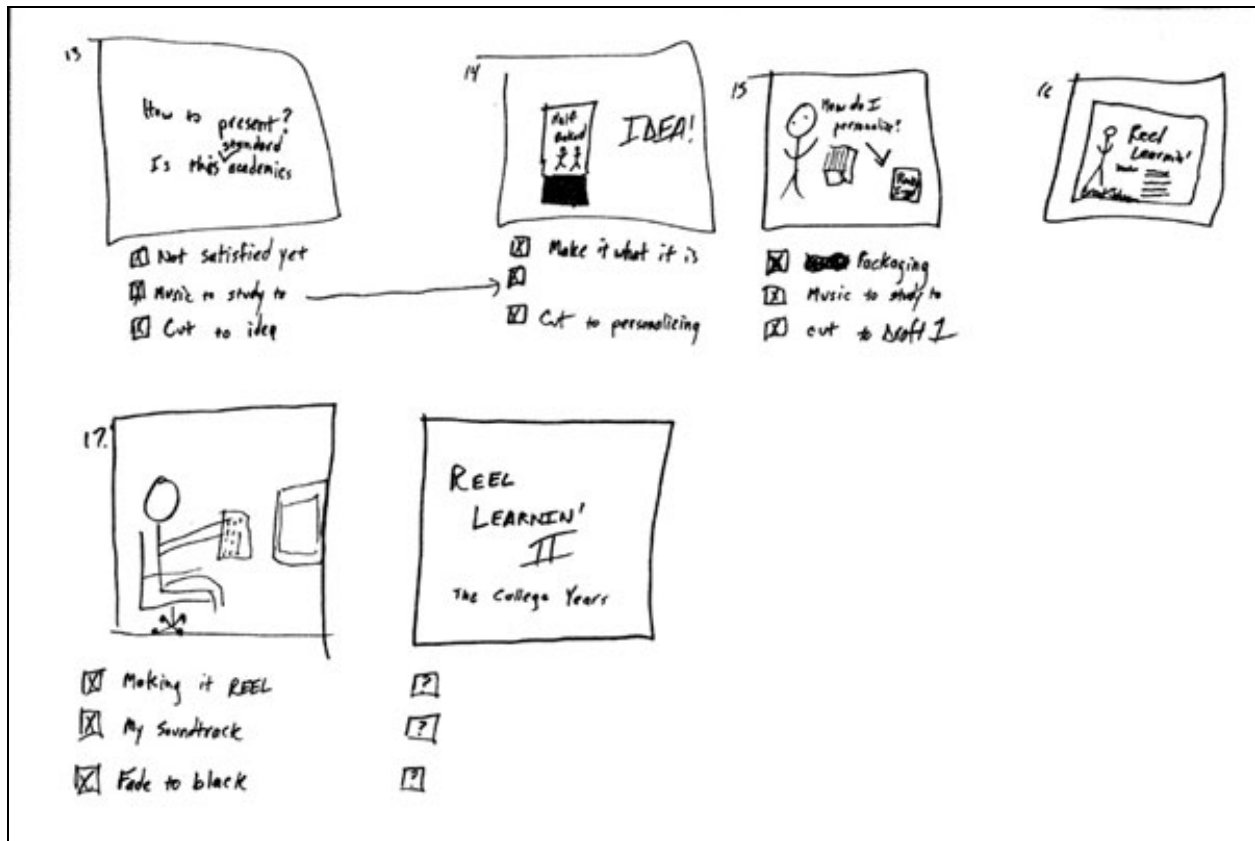 13
How to present?
standard
Is this academics
Not satisfied yet
Music to study to
Cut to idea
14
Half
Baked
IDEA!
Make it what it is
Cut to personalizing
15
How do I
personalize?
Packaging
Music to study to
cut to Draft 1
16
Reel
Learnin'
17.
Making it REEL
My Soundtrack
Fade to black
REEL
LEARNIN'
II
The College Years
?
?
?